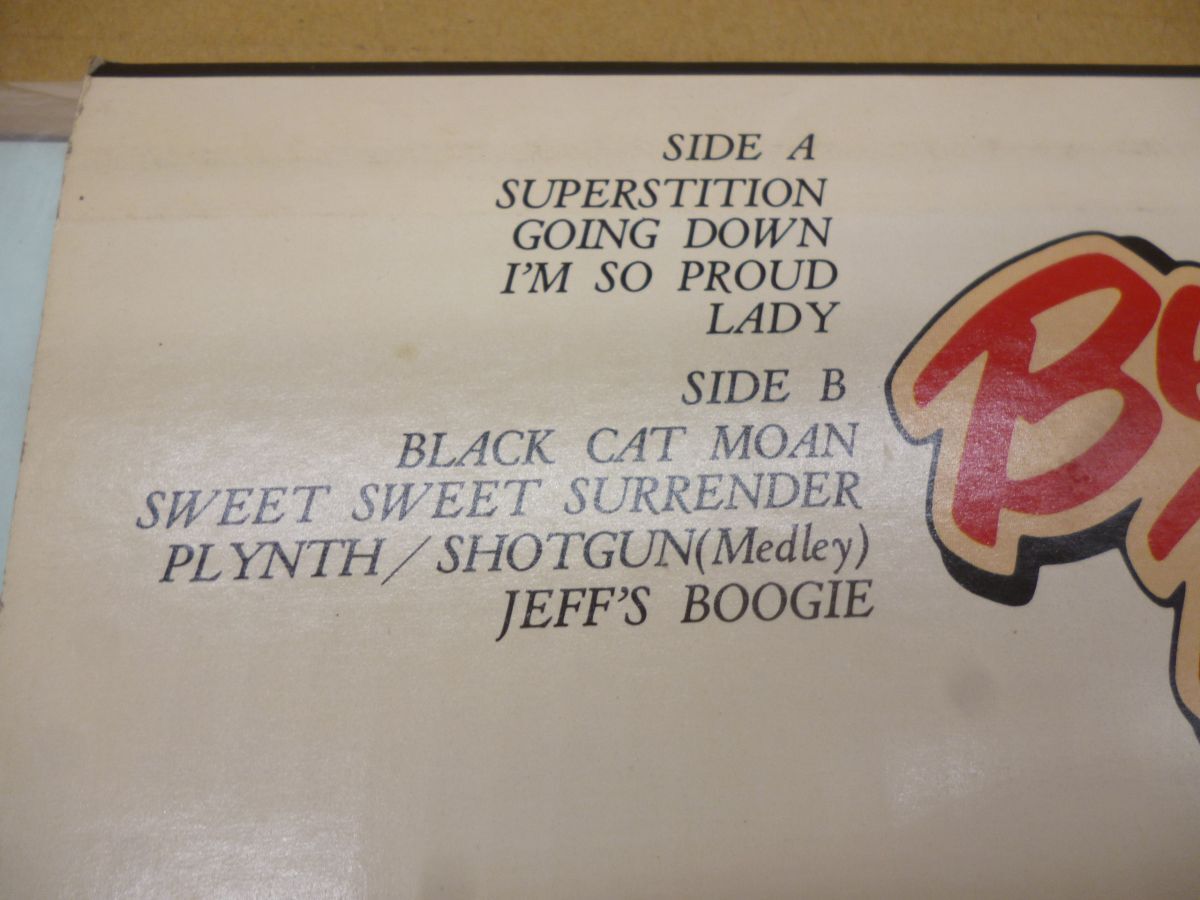 SIDE A
SUPERSTITION
GOING DOWN
I'M SO PROUD
LADY
SIDE B
BLACK CAT MOAN
SWEET SWEET SURRENDER
PLYNTH/SHOTGUN(Medley)
JEFF'S BOOGIE